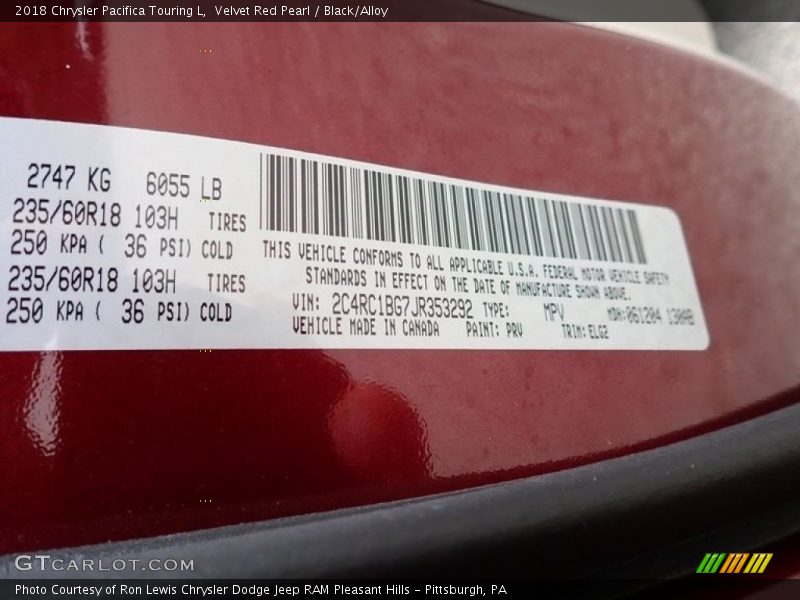 2018 Chrysler Pacifica Touring L, Velvet Red Pearl / Black/Alloy
2747 KG 6055 LB
235/60R18 103H TIRES
250 KPA ( 36 PSI) COLD
235/60R18 103H TIRES
250 KPA ( 36 PSI) COLD
THIS VEHICLE CONFORMS TO ALL APPLICABLE U.S.A. FEDERAL MOTOR VEHICLE SAFETY
STANDARDS IN EFFECT ON THE DATE OF MANUFACTURE SHOWN ABOVE.
VIN: 2C4RC1BG7JR353292 TYPE: MPV MDH:061204 130AB
VEHICLE MADE IN CANADA PAINT: PRV TRIM:ELG2
GTCARLOT.COM
Photo Courtesy of Ron Lewis Chrysler Dodge Jeep RAM Pleasant Hills - Pittsburgh, PA